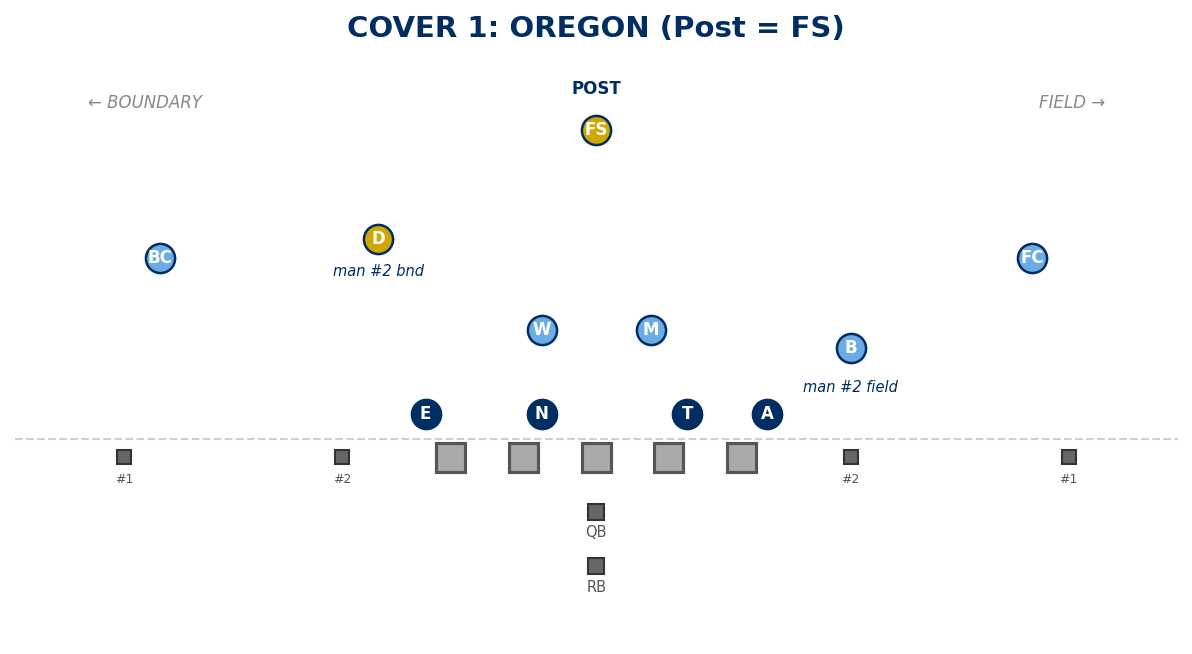 COVER 1: OREGON (Post = FS)
POST
← BOUNDARY
FIELD →
FS
D
BC
FC
man #2 bnd
W
M
B
man #2 field
E
N
T
A
#1
#2
#2
#1
QB
RB